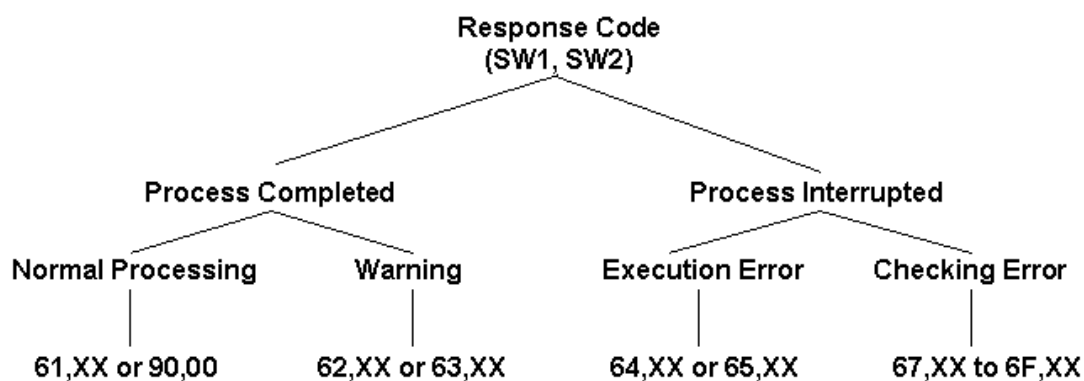 Response Code
(SW1, SW2)
Process Completed
Process Interrupted
Normal Processing
Warning
Execution Error
Checking Error
61,XX or 90,00
62,XX or 63,XX
64,XX or 65,XX
67,XX to 6F,XX